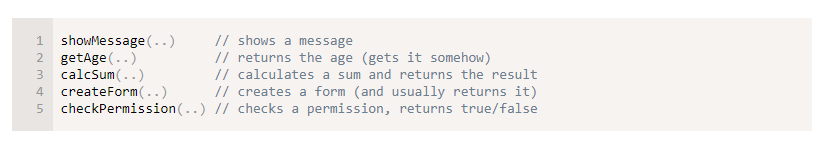 1 showMessage(..)     // shows a message
2 getAge(..)          // returns the age (gets it somehow)
3 calcSum(..)         // calculates a sum and returns the result
4 createForm(..)      // creates a form (and usually returns it)
5 checkPermission(..) // checks a permission, returns true/false